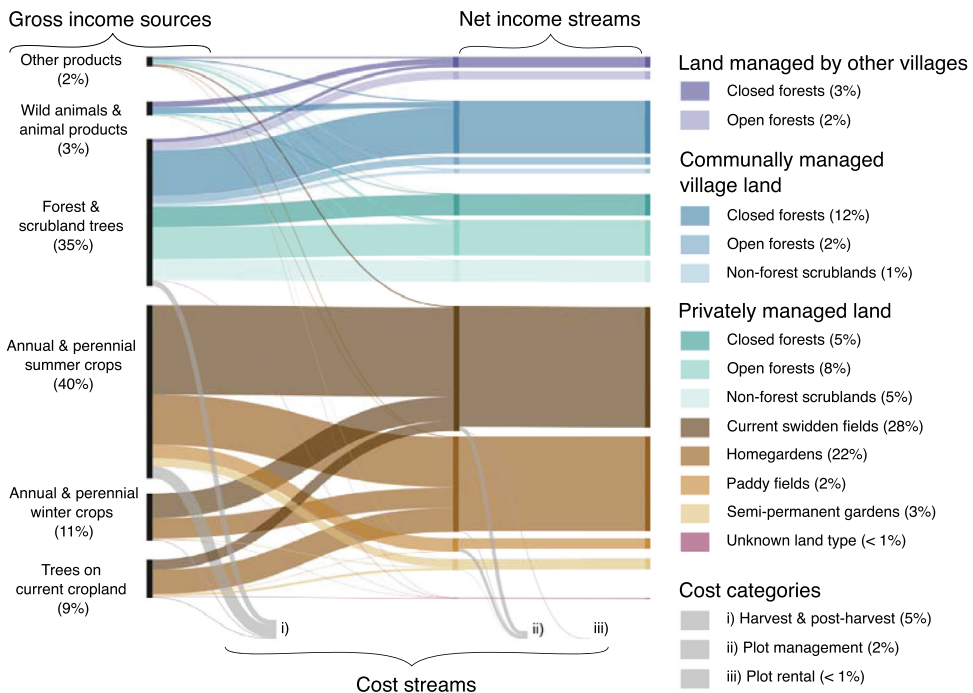 Gross income sources
Net income streams
Other products
(2%)
Wild animals &
animal products
(3%)
Forest &
scrubland trees
(35%)
Annual & perennial
summer crops
(40%)
Annual & perennial
winter crops
(11%)
Trees on
current cropland
(9%)
i)
ii)
iii)
Cost streams
Land managed by other villages
Closed forests (3%)
Open forests (2%)
Communally managed
village land
Closed forests (12%)
Open forests (2%)
Non-forest scrublands (1%)
Privately managed land
Closed forests (5%)
Open forests (8%)
Non-forest scrublands (5%)
Current swidden fields (28%)
Homegardens (22%)
Paddy fields (2%)
Semi-permanent gardens (3%)
Unknown land type (< 1%)
Cost categories
i) Harvest & post-harvest (5%)
ii) Plot management (2%)
iii) Plot rental (< 1%)